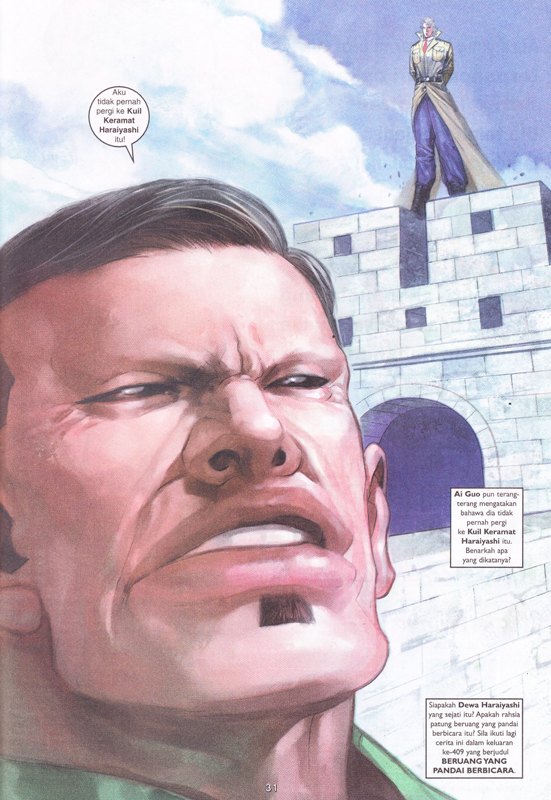 Aku
tidak pernah
pergi ke Kuil
Keramat
Haraiyashi
itu!
Ai Guo pun terang-
terang mengatakan
bahawa dia tidak
pernah pergi
ke Kuil Keramat
Haraiyashi itu.
Benarkah apa
yang dikatanya?
Siapakah Dewa Haraiyashi
yang sejati itu? Apakah rahsia
patung beruang yang pandai
berbicara itu? Sila ikuti lagi
cerita ini dalam keluaran
ke-409 yang berjudul
BERUANG YANG
PANDAI BERBICARA.
31